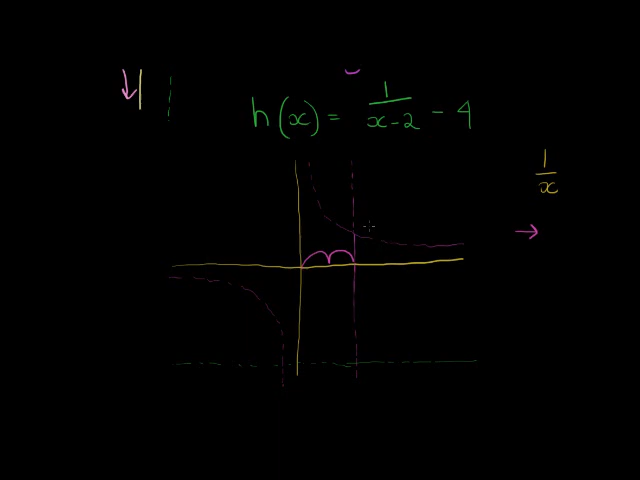 h(x) = 1/(x-2) - 4
1/x